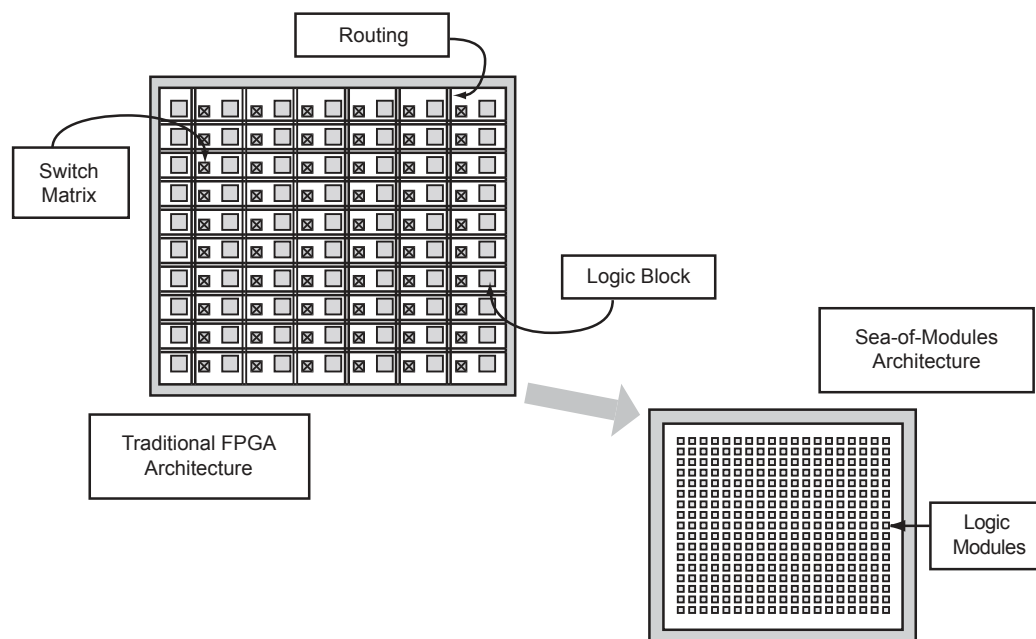 Routing
Switch
Matrix
Logic Block
Sea-of-Modules
Architecture
Traditional FPGA
Architecture
Logic
Modules